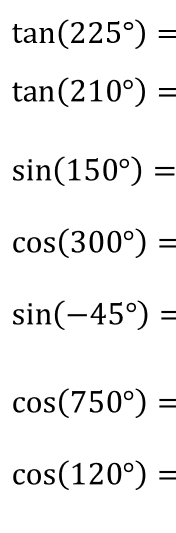 tan(225°) =
tan(210°) =
sin(150°) =
cos(300°) =
sin(−45°) =
cos(750°) =
cos(120°) =